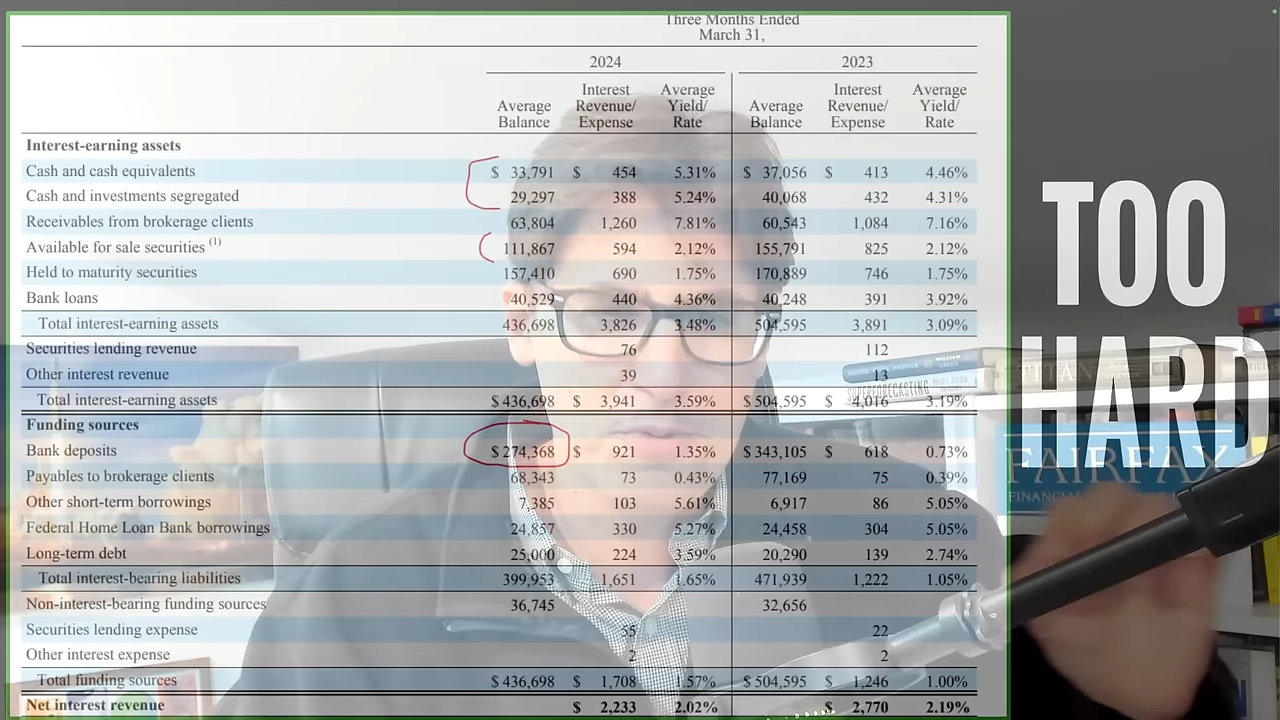 Three Months Ended
March 31,
2024 2023
Average Balance Interest Revenue/ Expense Average Yield/ Rate Average Balance Interest Revenue/ Expense Average Yield/ Rate
Interest-earning assets
Cash and cash equivalents $ 33,791 $ 454 5.31% $ 37,056 $ 413 4.46%
Cash and investments segregated 29,297 388 5.24% 40,068 432 4.31%
Receivables from brokerage clients 63,804 1,260 7.81% 60,543 1,084 7.16%
Available for sale securities (1) 111,867 594 2.12% 155,791 825 2.12%
Held to maturity securities 157,410 690 1.75% 170,889 746 1.75%
Bank loans 40,529 440 4.36% 40,248 391 3.92%
Total interest-earning assets 436,698 3,826 3.48% 504,595 3,891 3.09%
Securities lending revenue 76 112
Other interest revenue 39 13
Total interest-earning assets $ 436,698 $ 3,941 3.59% $ 504,595 $ 4,016 3.19%
Funding sources
Bank deposits $ 274,368 $ 921 1.35% $ 343,105 $ 618 0.73%
Payables to brokerage clients 68,343 73 0.43% 77,169 75 0.39%
Other short-term borrowings 7,385 103 5.61% 6,917 86 5.05%
Federal Home Loan Bank borrowings 24,857 330 5.27% 24,458 304 5.05%
Long-term debt 25,000 224 3.59% 20,290 139 2.74%
Total interest-bearing liabilities 399,953 1,651 1.65% 471,939 1,222 1.05%
Non-interest-bearing funding sources 36,745 32,656
Securities lending expense 55 22
Other interest expense 2 2
Total funding sources $ 436,698 $ 1,708 1.57% $ 504,595 $ 1,246 1.00%
Net interest revenue $ 2,233 2.02% $ 2,770 2.19%
TOO
HARD
SUPERFORECASTING
TITAN
FAIRFAX
FINANCIAL